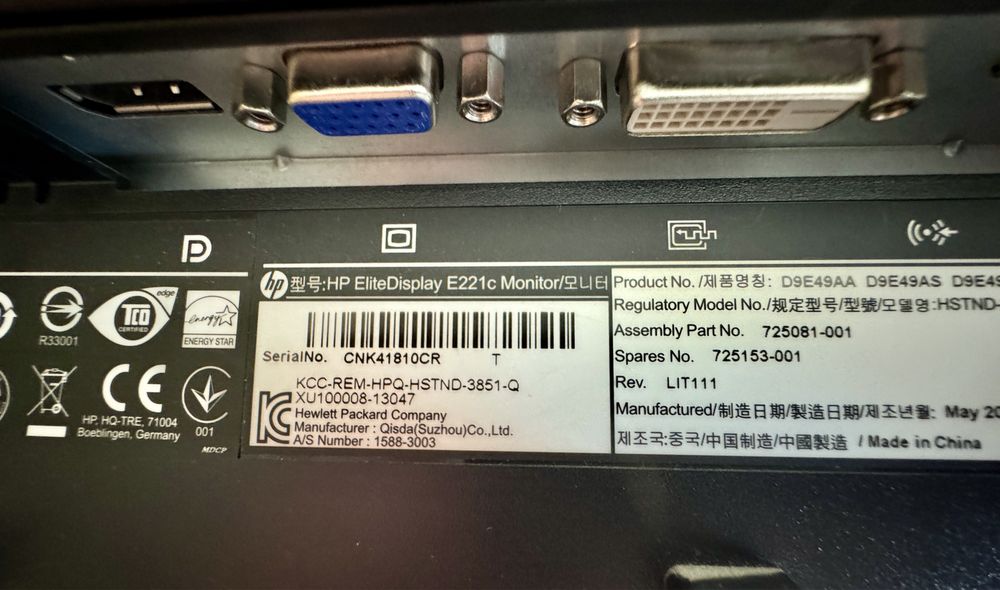 R33001
edge
TCO
CERTIFIED
energy
ENERGY STAR
CE
HP, HQ-TRE, 71004
Boeblingen, Germany
001
MDCP
hp 型号:HP EliteDisplay E221c Monitor/모니터
SerialNo. CNK41810CR T
KCC-REM-HPQ-HSTND-3851-Q
XU100008-13047
Hewlett Packard Company
Manufacturer : Qisda(Suzhou)Co.,Ltd.
A/S Number : 1588-3003
Product No. /제품명칭: D9E49AA D9E49AS
Regulatory Model No./规定型号/型號/모델명:HSTND-
Assembly Part No. 725081-001
Spares No. 725153-001
Rev. LIT111
Manufactured/制造日期/製造日期/제조년월: May
제조국:중국/中国制造/中國製造 / Made in China